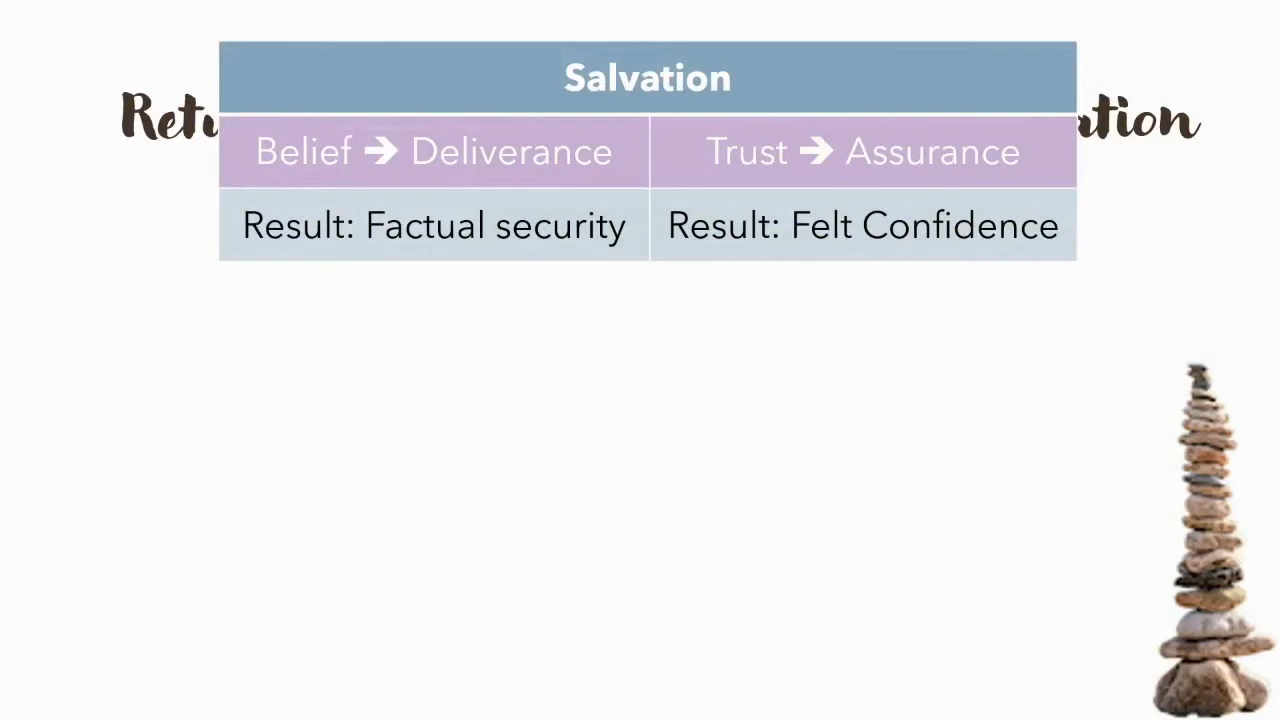 Salvation
Belief ➔ Deliverance Trust ➔ Assurance
Result: Factual security Result: Felt Confidence